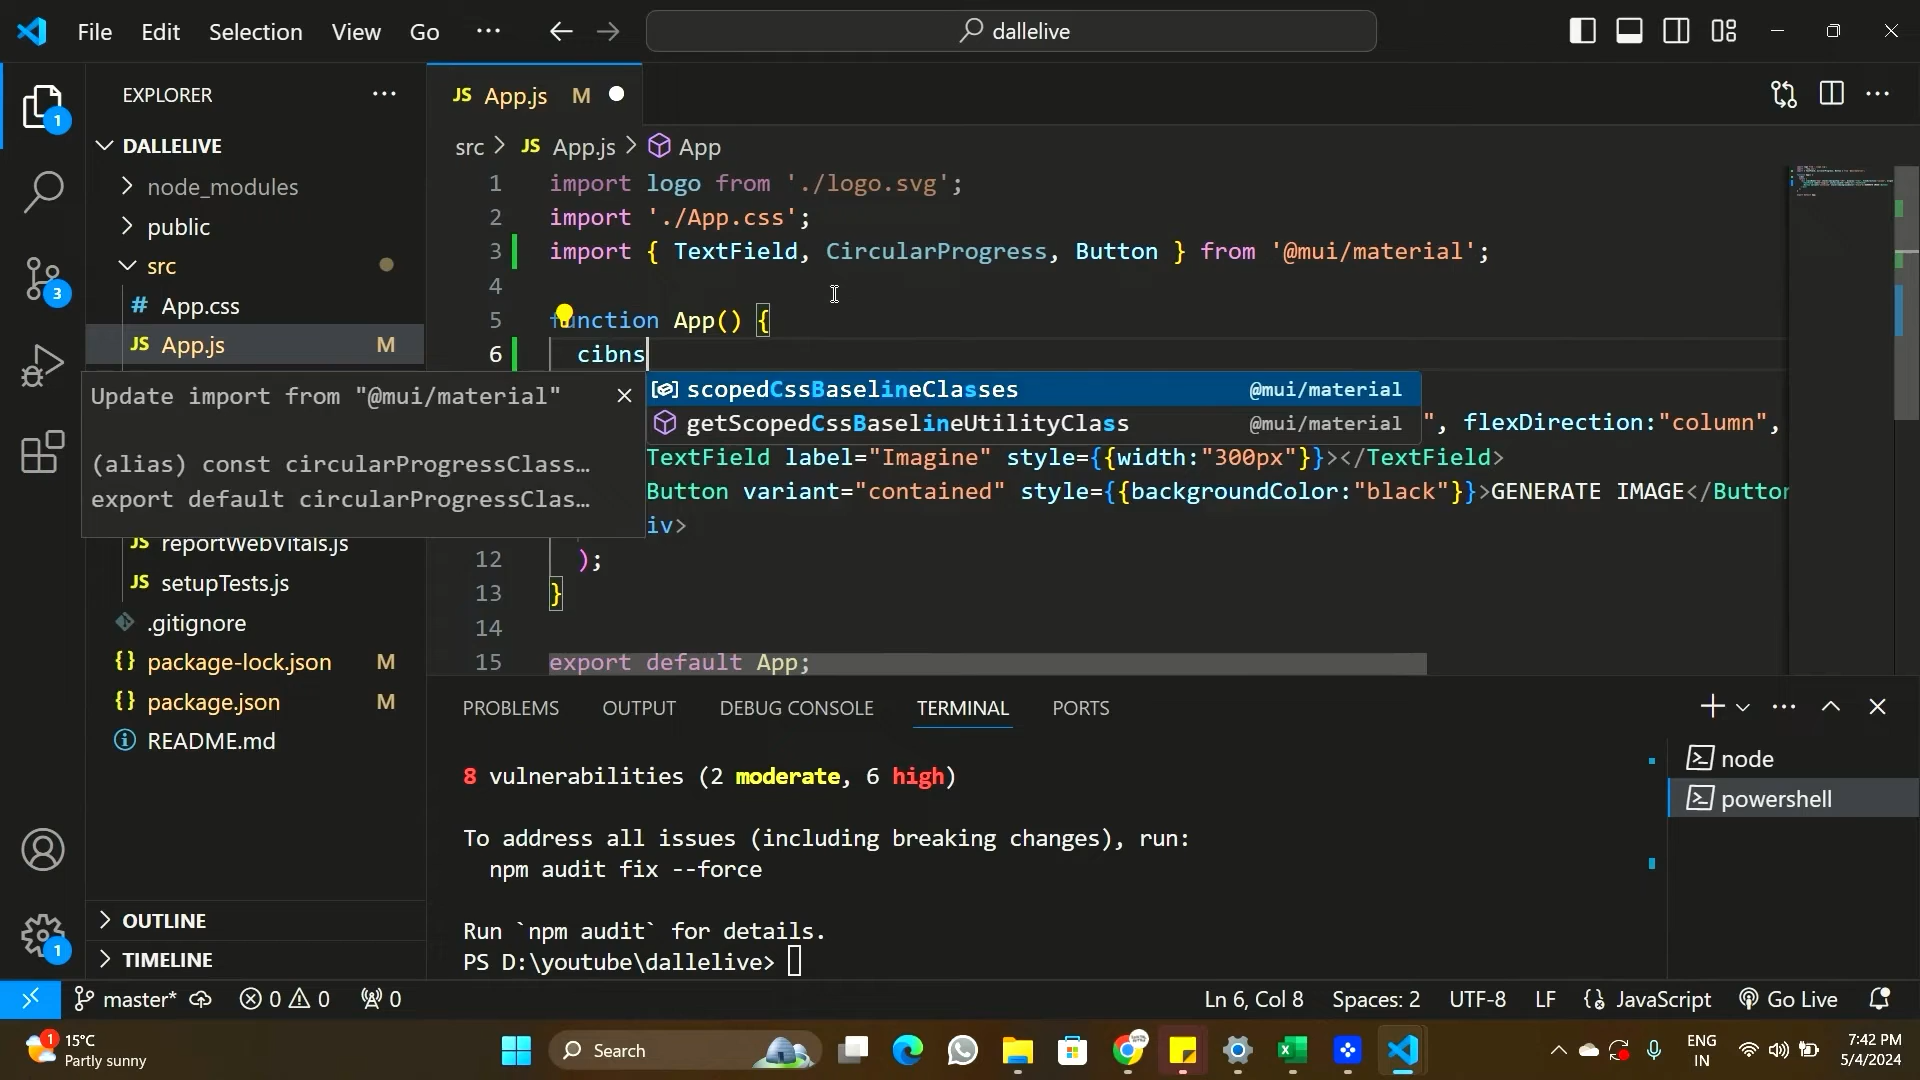 File Edit Selection View Go ... dallelive
EXPLORER ...
DALLELIVE
node_modules
public
src
# App.css
JS App.js M
JS reportWebVitals.js
JS setupTests.js
.gitignore
{} package-lock.json M
{} package.json M
README.md
OUTLINE
TIMELINE
JS App.js M
src > JS App.js > App
1 import logo from './logo.svg';
2 import './App.css';
3 import { TextField, CircularProgress, Button } from '@mui/material';
4
5 function App() {
6 cibns
scopedCssBaselineClasses @mui/material
getScopedCssBaselineUtilityClass @mui/material
Update import from "@mui/material"
(alias) const circularProgressClass…
export default circularProgressClas…
", flexDirection:"column",
TextField label="Imagine" style={{width:"300px"}}></TextField>
Button variant="contained" style={{backgroundColor:"black"}}>GENERATE IMAGE</Button
iv>
12 );
13 }
14
15 export default App;
PROBLEMS OUTPUT DEBUG CONSOLE TERMINAL PORTS
8 vulnerabilities (2 moderate, 6 high)
To address all issues (including breaking changes), run:
npm audit fix --force
Run `npm audit` for details.
PS D:\youtube\dallelive>
node
powershell
1
3
1
master* 0 0 0 Ln 6, Col 8 Spaces: 2 UTF-8 LF {} JavaScript Go Live
1 15°C
Partly sunny
Search
ENG
IN
7:42 PM
5/4/2024